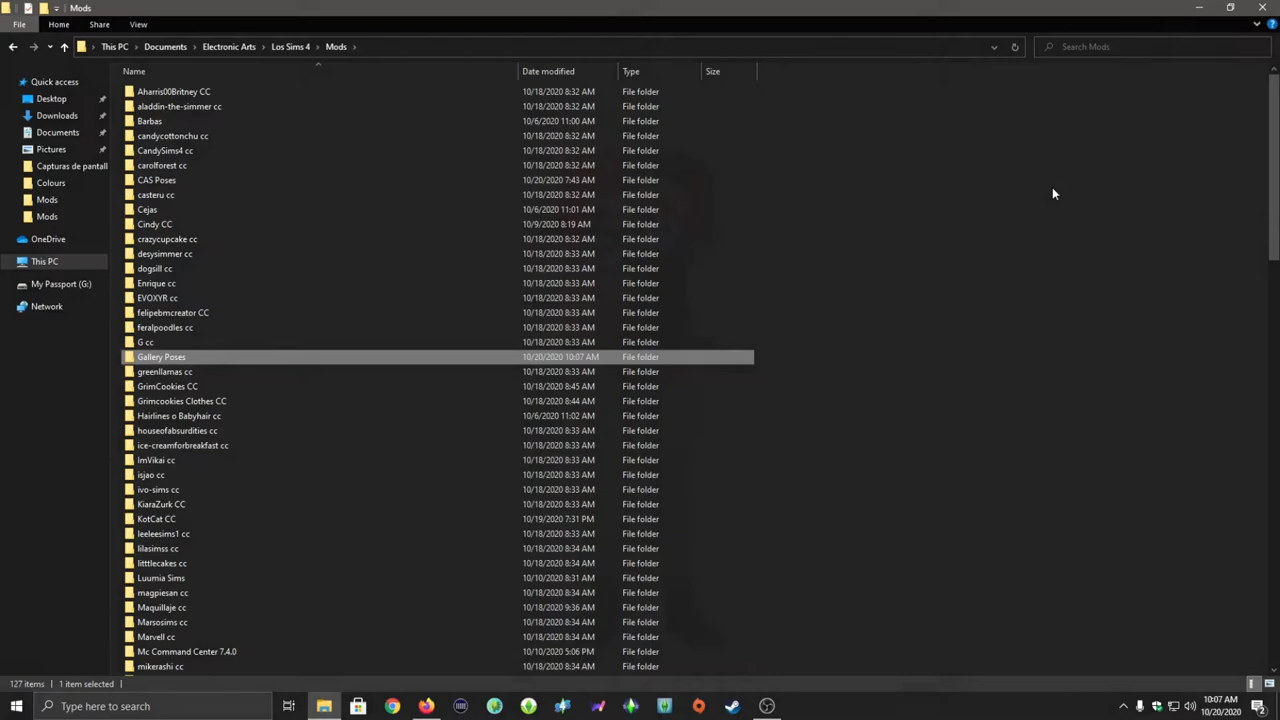 Mods
File Home Share View
This PC Documents Electronic Arts Los Sims 4 Mods Search Mods
Name Date modified Type Size
Quick access
Desktop
Downloads
Documents
Pictures
Capturas de pantall
Colours
Mods
Mods
OneDrive
This PC
My Passport (G:)
Network
Aharris00Britney CC 10/18/2020 8:32 AM File folder
aladdin-the-simmer cc 10/18/2020 8:32 AM File folder
Barbas 10/6/2020 11:00 AM File folder
candycottonchu cc 10/18/2020 8:32 AM File folder
CandySims4 cc 10/18/2020 8:32 AM File folder
carolforest cc 10/18/2020 8:32 AM File folder
CAS Poses 10/20/2020 7:43 AM File folder
casteru cc 10/18/2020 8:32 AM File folder
Cejas 10/6/2020 11:01 AM File folder
Cindy CC 10/9/2020 8:19 AM File folder
crazycupcake cc 10/18/2020 8:32 AM File folder
desysimmer cc 10/18/2020 8:33 AM File folder
dogsill cc 10/18/2020 8:33 AM File folder
Enrique cc 10/18/2020 8:33 AM File folder
EVOXYR cc 10/18/2020 8:33 AM File folder
felipebmcreator CC 10/18/2020 8:33 AM File folder
feralpoodles cc 10/18/2020 8:33 AM File folder
G cc 10/18/2020 8:33 AM File folder
Gallery Poses 10/20/2020 10:07 AM File folder
greenllamas cc 10/18/2020 8:33 AM File folder
GrimCookies CC 10/18/2020 8:45 AM File folder
Grimcookies Clothes CC 10/18/2020 8:44 AM File folder
Hairlines o Babyhair cc 10/6/2020 11:02 AM File folder
houseofabsurdities cc 10/18/2020 8:33 AM File folder
ice-creamforbreakfast cc 10/18/2020 8:33 AM File folder
ImVikai cc 10/18/2020 8:33 AM File folder
isjao cc 10/18/2020 8:33 AM File folder
ivo-sims cc 10/18/2020 8:33 AM File folder
KiaraZurk CC 10/18/2020 8:33 AM File folder
KotCat CC 10/19/2020 7:31 PM File folder
leeleesims1 cc 10/18/2020 8:33 AM File folder
lilasimss cc 10/18/2020 8:34 AM File folder
litttlecakes cc 10/18/2020 8:34 AM File folder
Luumia Sims 10/10/2020 8:31 AM File folder
magpiesan cc 10/18/2020 8:34 AM File folder
Maquillaje cc 10/18/2020 9:36 AM File folder
Marsosims cc 10/18/2020 8:34 AM File folder
Marvell cc 10/18/2020 8:34 AM File folder
Mc Command Center 7.4.0 10/10/2020 5:06 PM File folder
mikerashi cc 10/18/2020 8:34 AM File folder
127 items 1 item selected
Type here to search
10:07 AM
10/20/2020
2